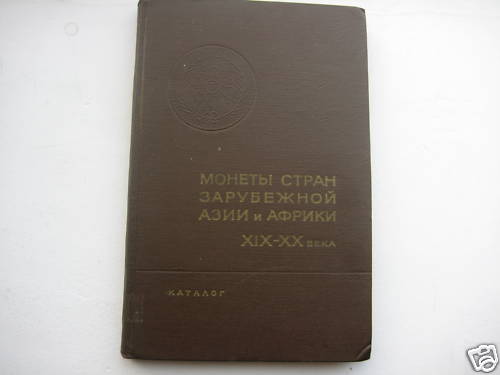 МОНЕТЫ СТРАН
ЗАРУБЕЖНОЙ
АЗИИ и АФРИКИ
XIX-XX ВЕКА
КАТАЛОГ